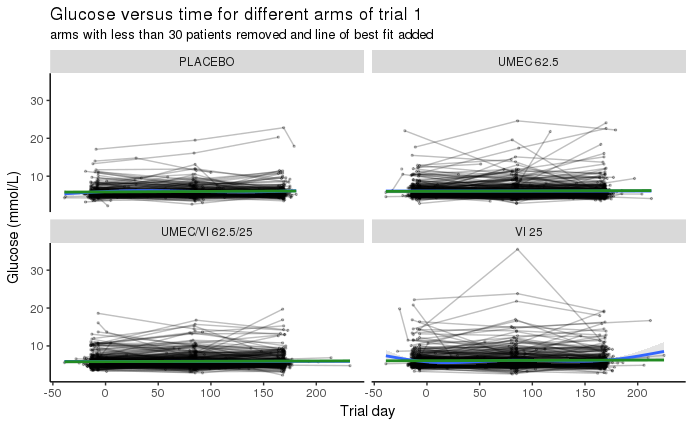 Glucose versus time for different arms of trial 1
arms with less than 30 patients removed and line of best fit added
PLACEBO
UMEC 62.5
30
20
10
UMEC/VI 62.5/25
VI 25
30
20
10
-50 0 50 100 150 200 -50 0 50 100 150 200
Glucose (mmol/L)
Trial day